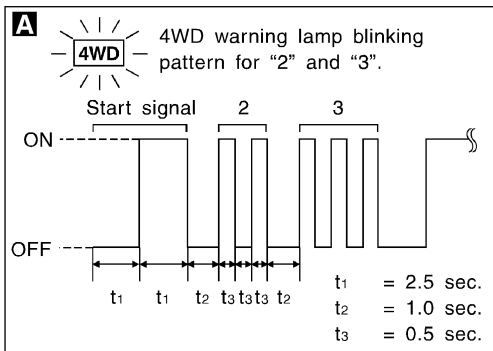 A
4WD
4WD warning lamp blinking
pattern for “2” and “3”.
Start signal 2 3
ON
OFF
t1 t1 t2 t3 t3 t3 t2
t1 = 2.5 sec.
t2 = 1.0 sec.
t3 = 0.5 sec.